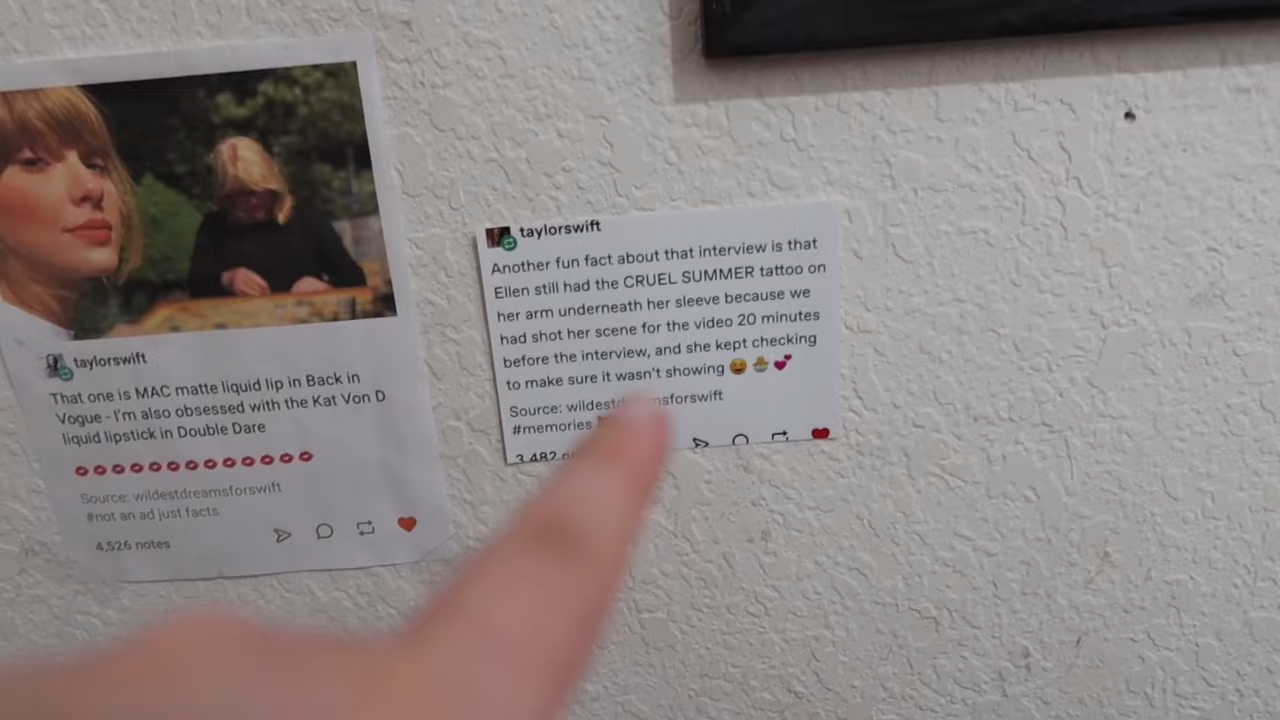 taylorswift
That one is MAC matte liquid lip in Back in
Vogue - I'm also obsessed with the Kat Von D
liquid lipstick in Double Dare
💋💋💋💋💋💋💋💋💋💋💋
Source: wildestdreamsforswift
#not an ad just facts
4,526 notes
taylorswift
Another fun fact about that interview is that
Ellen still had the CRUEL SUMMER tattoo on
her arm underneath her sleeve because we
had shot her scene for the video 20 minutes
before the interview, and she kept checking
to make sure it wasn't showing 😆 🤠 💕
Source: wildestdreamsforswift
#memories
3,482